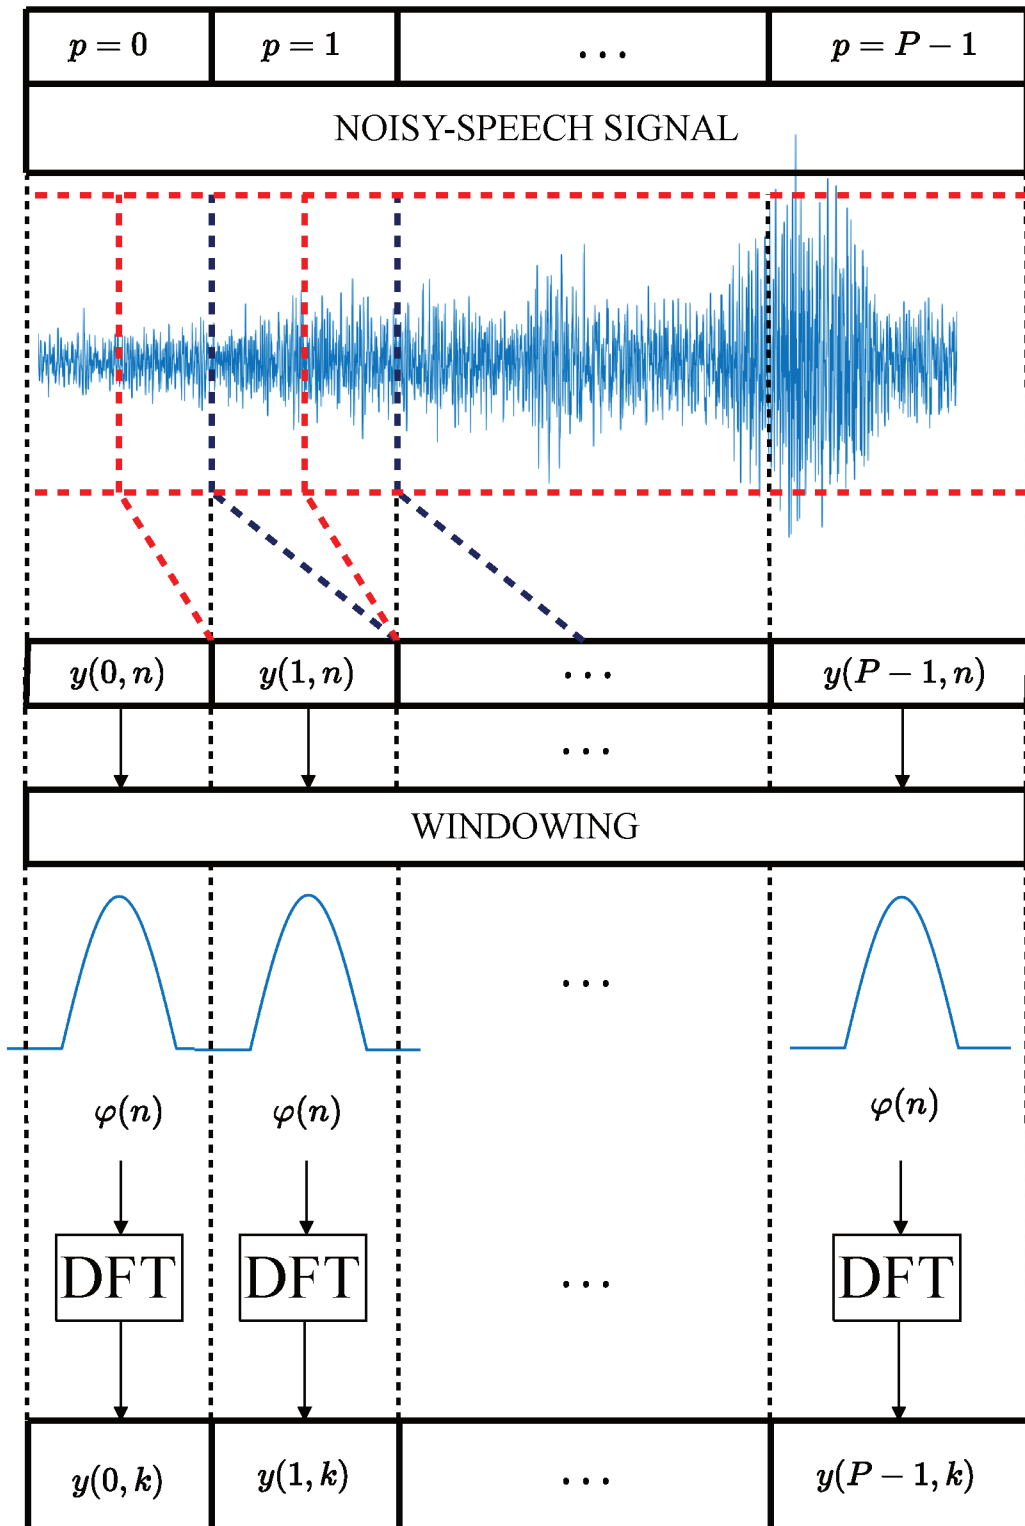 p = 0 p = 1 ... p = P − 1
NOISY-SPEECH SIGNAL
y(0, n) y(1, n) ... y(P − 1, n)
...
WINDOWING
...
φ(n) φ(n) φ(n)
DFT DFT ... DFT
y(0, k) y(1, k) ... y(P − 1, k)